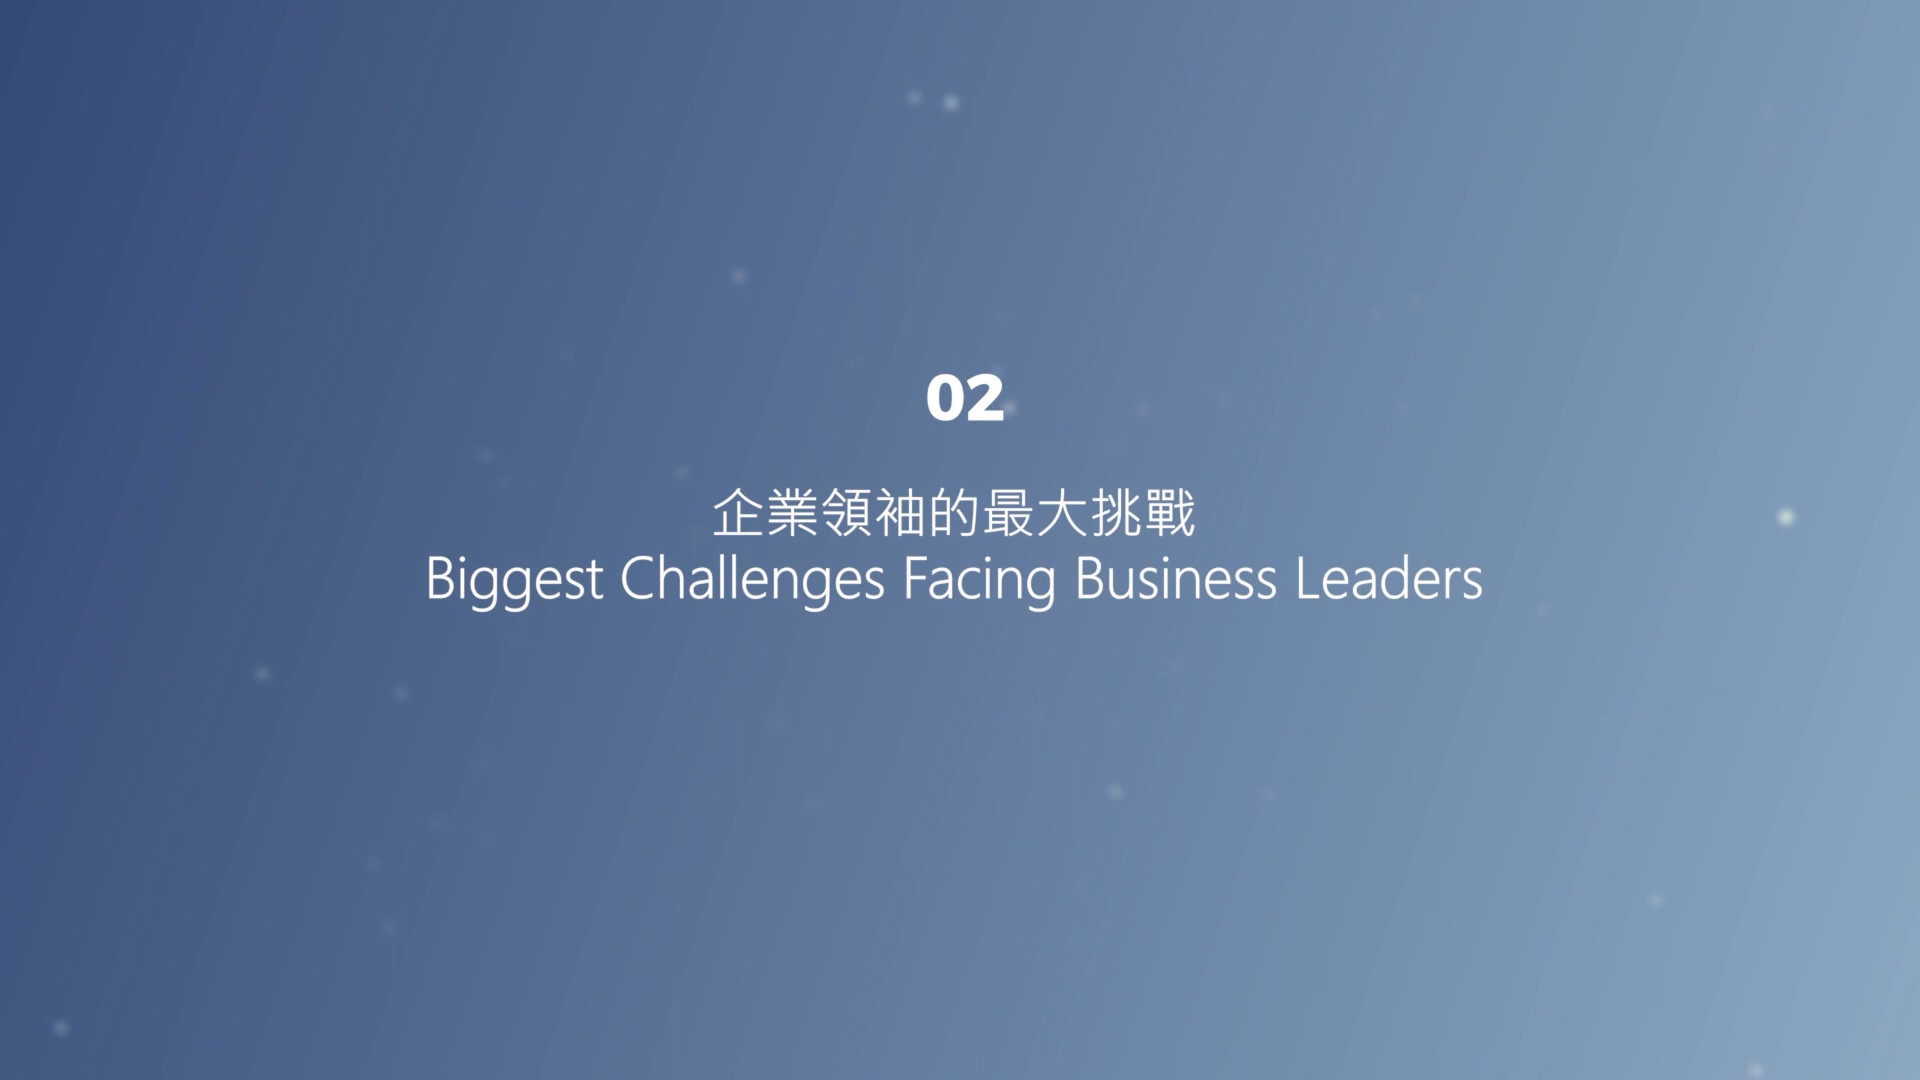 02
企業領袖的最大挑戰
Biggest Challenges Facing Business Leaders